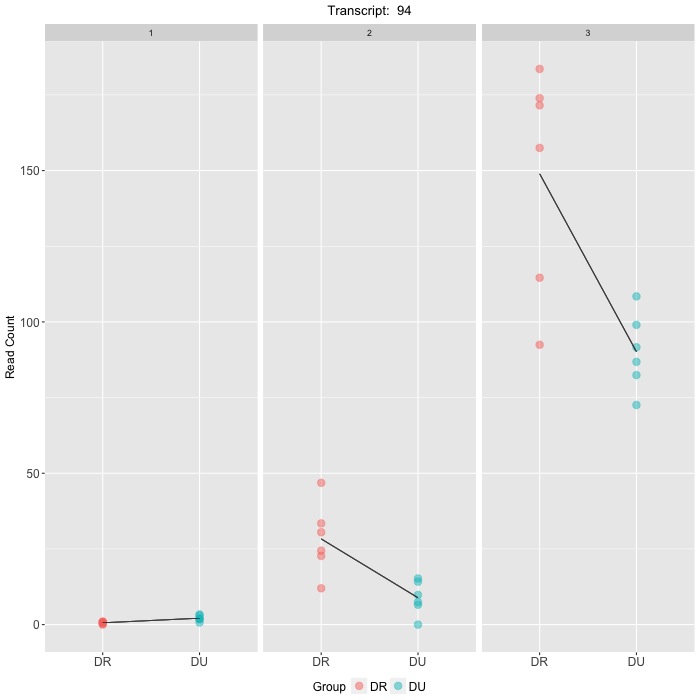 Transcript:  94
1 2 3
150
100
50
0
Read Count
DR DU DR DU DR DU
Group DR DU